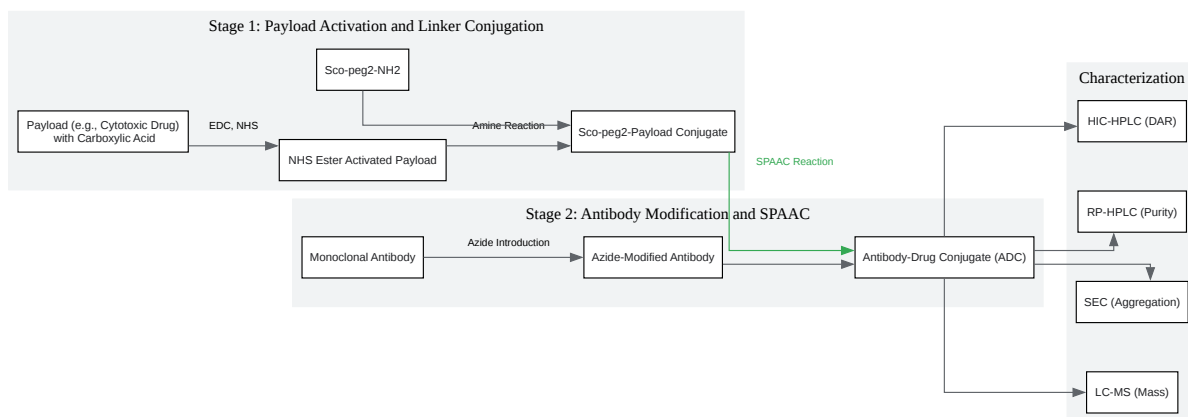 Stage 1: Payload Activation and Linker Conjugation
Sco-peg2-NH2
Payload (e.g., Cytotoxic Drug)
with Carboxylic Acid
EDC, NHS
NHS Ester Activated Payload
Amine Reaction
Sco-peg2-Payload Conjugate
SPAAC Reaction
Stage 2: Antibody Modification and SPAAC
Monoclonal Antibody
Azide Introduction
Azide-Modified Antibody
Antibody-Drug Conjugate (ADC)
Characterization
HIC-HPLC (DAR)
RP-HPLC (Purity)
SEC (Aggregation)
LC-MS (Mass)